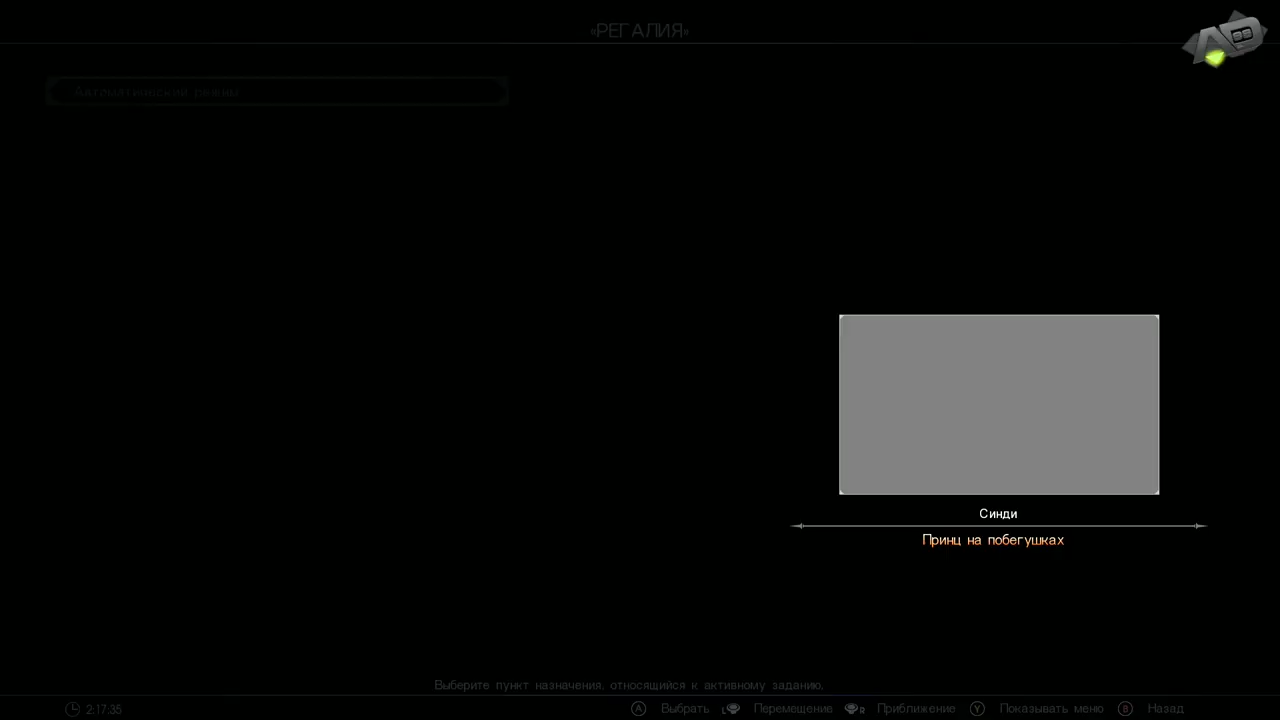 «РЕГАЛИЯ»
Автоматический режим
Синди
Принц на побегушках
Выберите пункт назначения, относящийся к активному заданию.
2:17:35 A Выбрать L Перемещение R Приближение Y Показывать меню B Назад